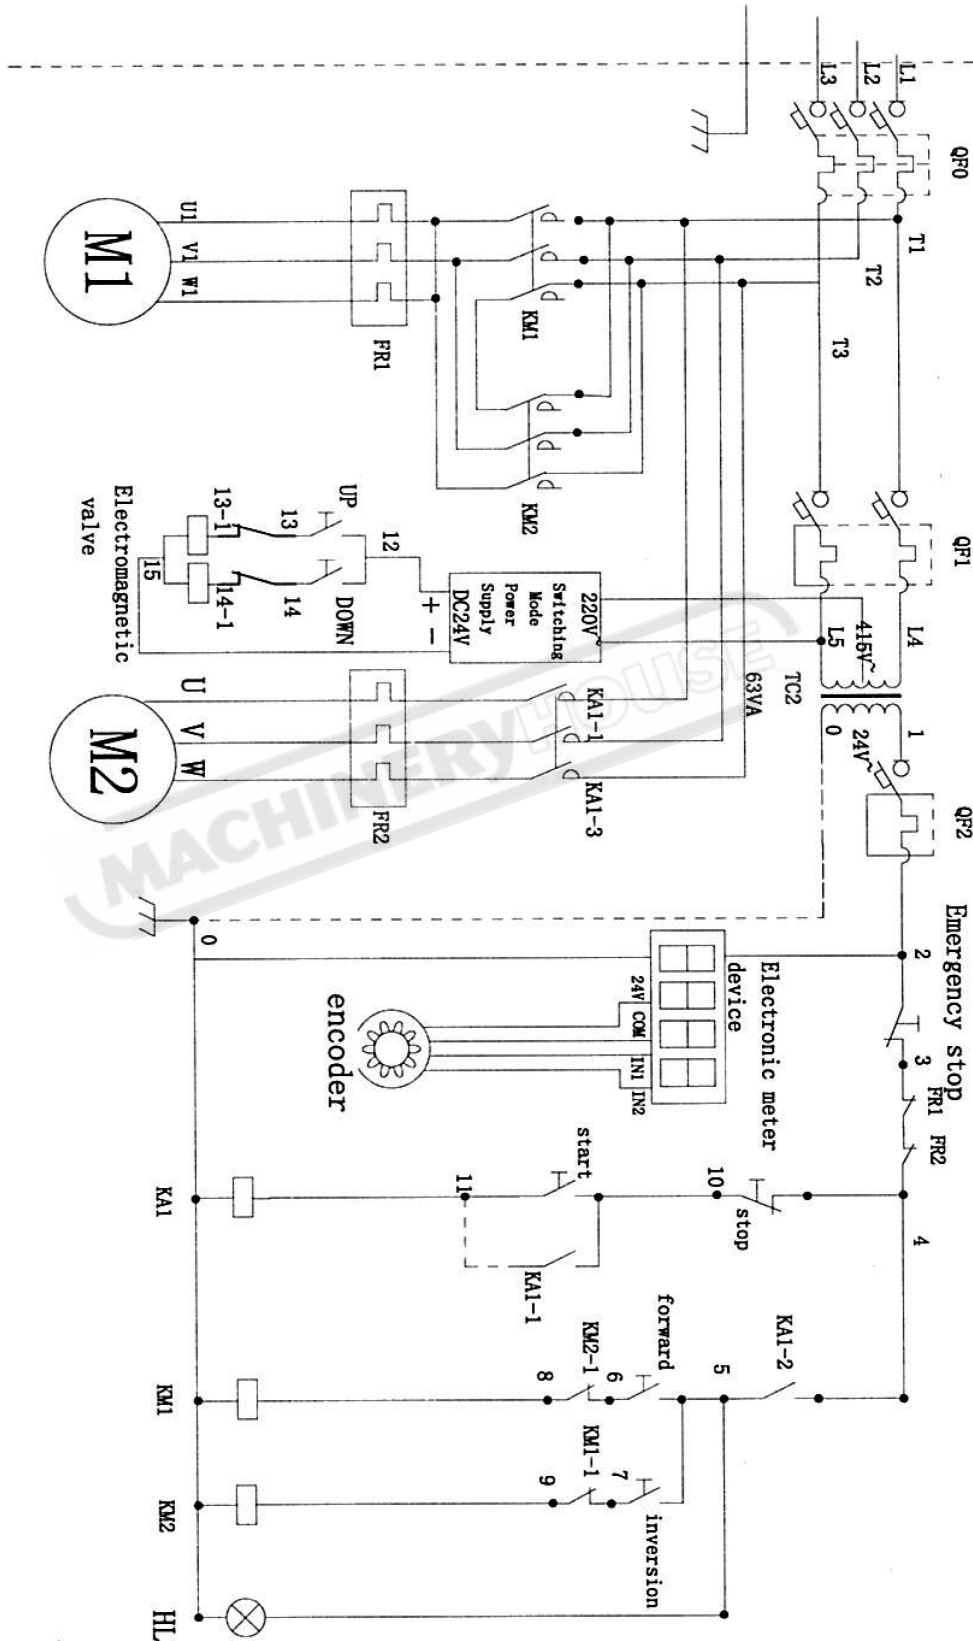 L1
L2
L3
QF0
T1
T2
T3
QF1
L4
L5
415V~
TC2
63VA
0
1
24V~
QF2
2
Emergency stop
3
FR1
FR2
4
U1
V1
W1
M1
FR1
KM1
KM2
220V~
Switching
Mode
Power
Supply
DC24V
+ -
12
UP
DOWN
13
14
13-1
14-1
15
Electromagnetic
valve
U
V
W
M2
FR2
KA1-1
KA1-3
MACHINERYHOUSE
0
Electronic meter
device
24V
COM
IN1
IN2
encoder
10
stop
start
11
KA1-1
KA1
KA1-2
5
forward
6
KM2-1
8
KM1
inversion
7
KM1-1
9
KM2
HL